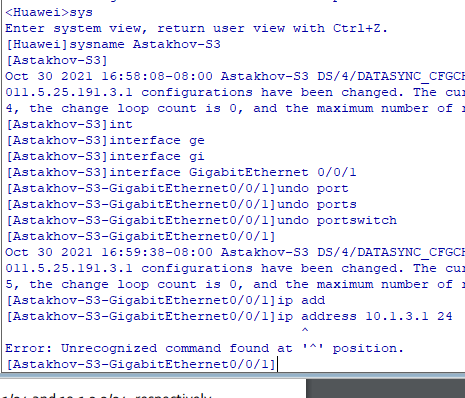 <Huawei>sys
Enter system view, return user view with Ctrl+Z.
[Huawei]sysname Astakhov-S3
[Astakhov-S3]
Oct 30 2021 16:58:08-08:00 Astakhov-S3 DS/4/DATASYNC_CFGCH
011.5.25.191.3.1 configurations have been changed. The cur
4, the change loop count is 0, and the maximum number of r
[Astakhov-S3]int
[Astakhov-S3]interface ge
[Astakhov-S3]interface gi
[Astakhov-S3]interface GigabitEthernet 0/0/1
[Astakhov-S3-GigabitEthernet0/0/1]undo port
[Astakhov-S3-GigabitEthernet0/0/1]undo ports
[Astakhov-S3-GigabitEthernet0/0/1]undo portswitch
[Astakhov-S3-GigabitEthernet0/0/1]
Oct 30 2021 16:59:38-08:00 Astakhov-S3 DS/4/DATASYNC_CFGCH
011.5.25.191.3.1 configurations have been changed. The cur
5, the change loop count is 0, and the maximum number of r
[Astakhov-S3-GigabitEthernet0/0/1]ip add
[Astakhov-S3-GigabitEthernet0/0/1]ip address 10.1.3.1 24
^
Error: Unrecognized command found at '^' position.
[Astakhov-S3-GigabitEthernet0/0/1]
respectively